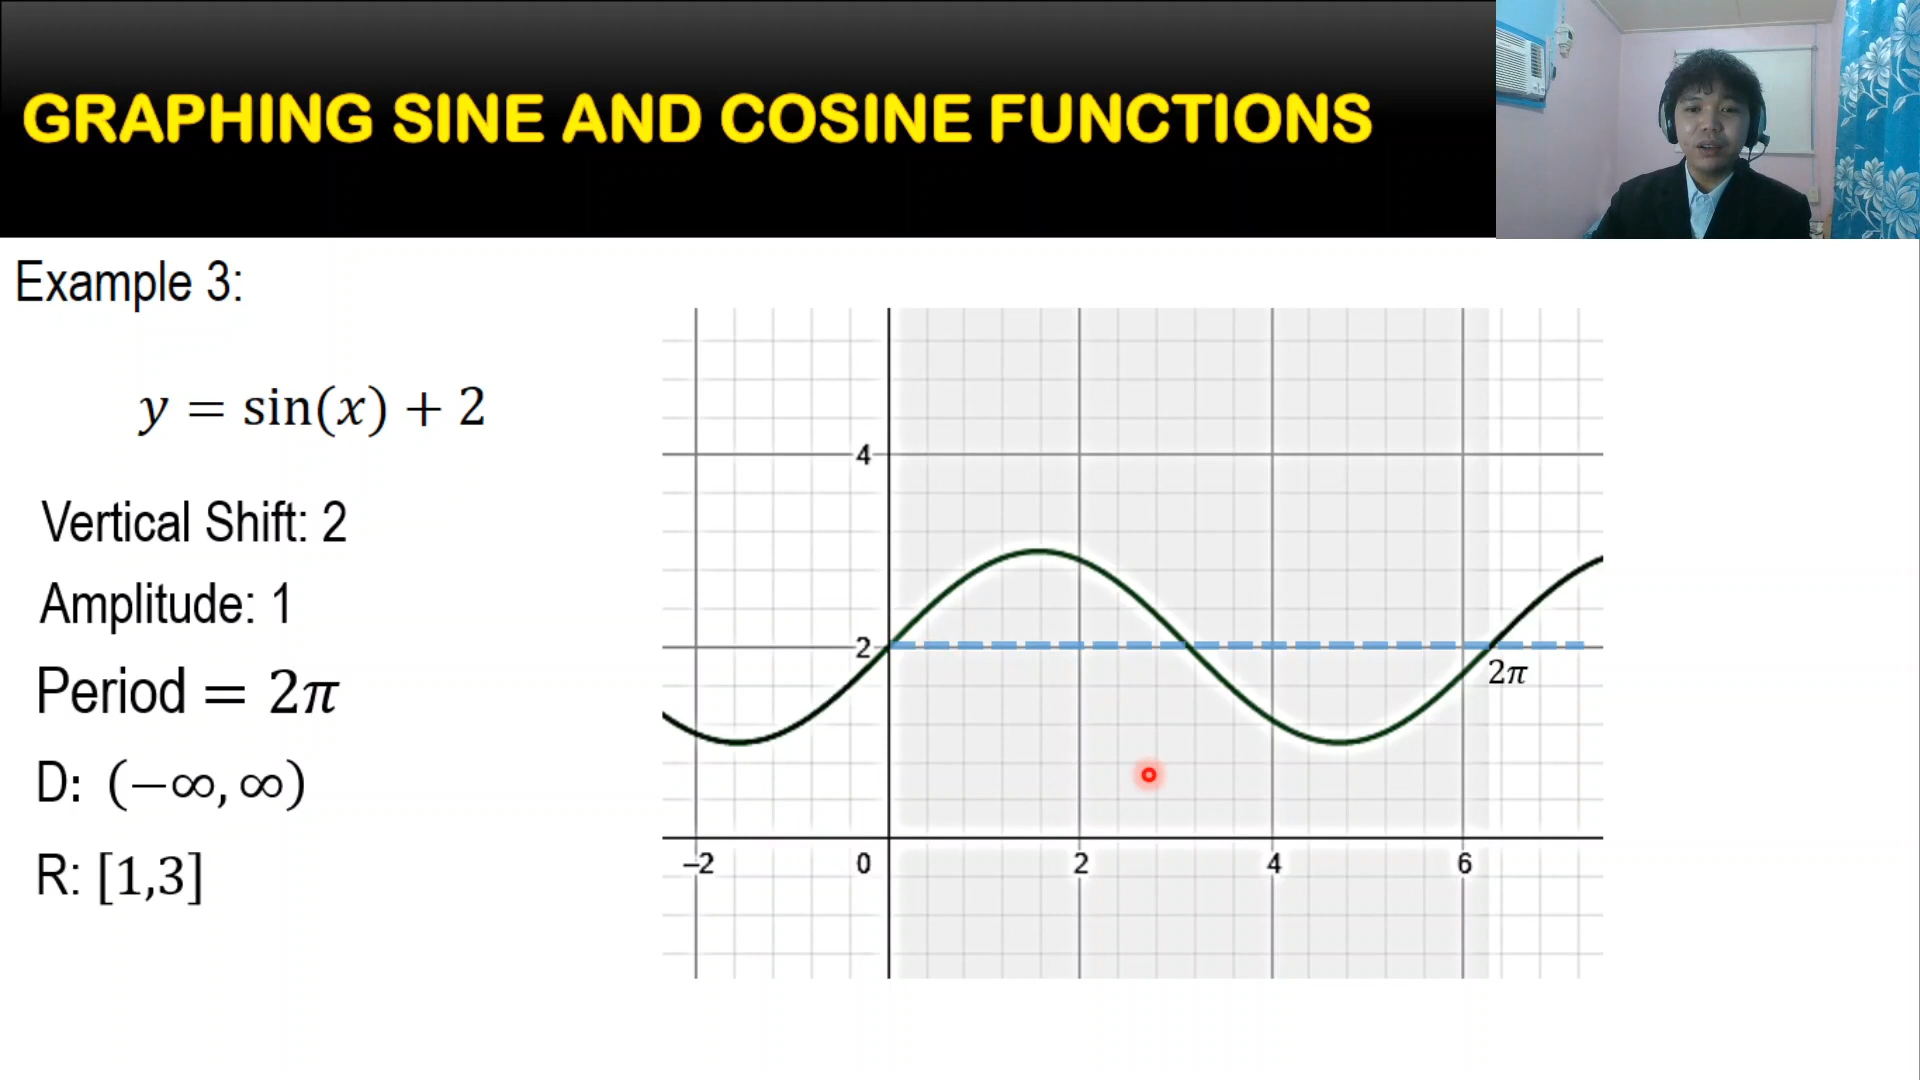 GRAPHING SINE AND COSINE FUNCTIONS
Example 3:
y = sin(x) + 2
Vertical Shift: 2
Amplitude: 1
Period = 2π
D: (−∞, ∞)
R: [1,3]
4
2
2π
−2 0 2 4 6